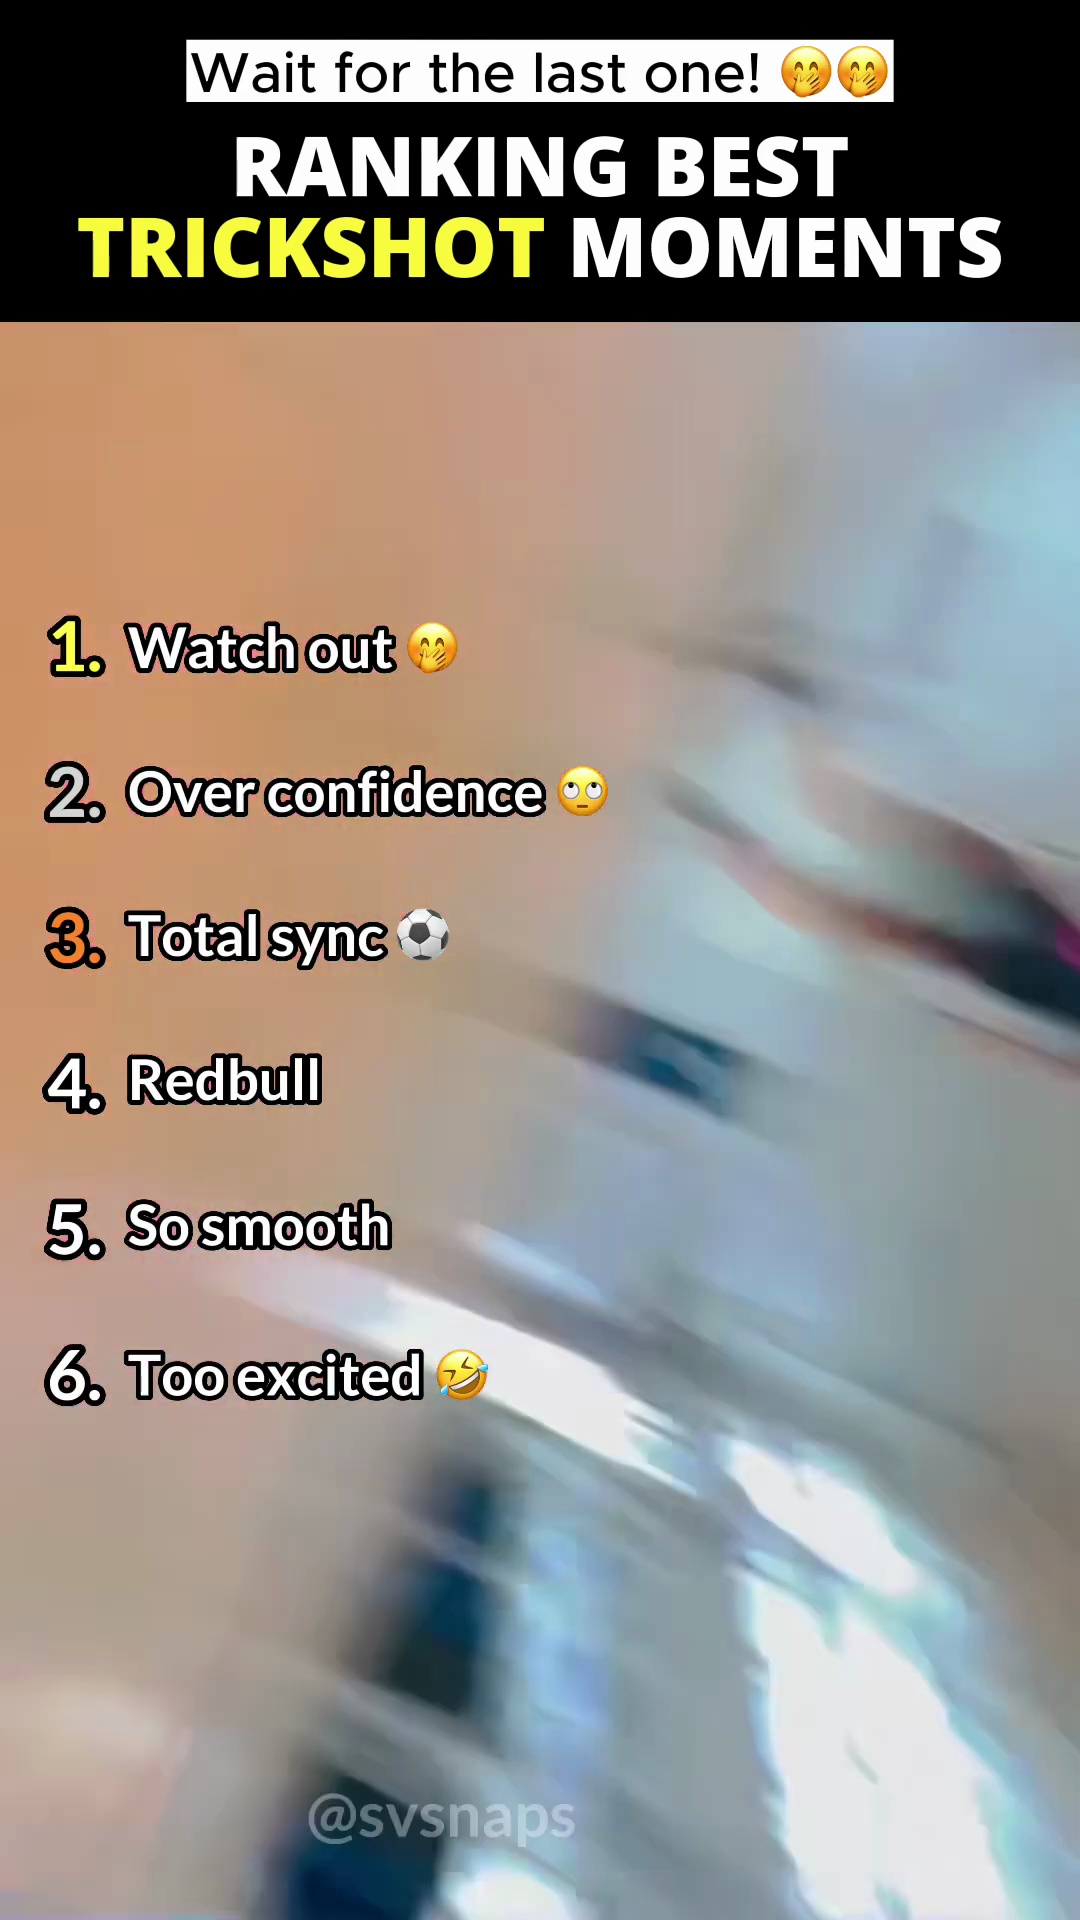 Wait for the last one! 🤭🤭
RANKING BEST
TRICKSHOT MOMENTS
1. Watch out 🤭
2. Over confidence 🙄
3. Total sync ⚽
4. Redbull
5. So smooth
6. Too excited 🤣
@svsnaps